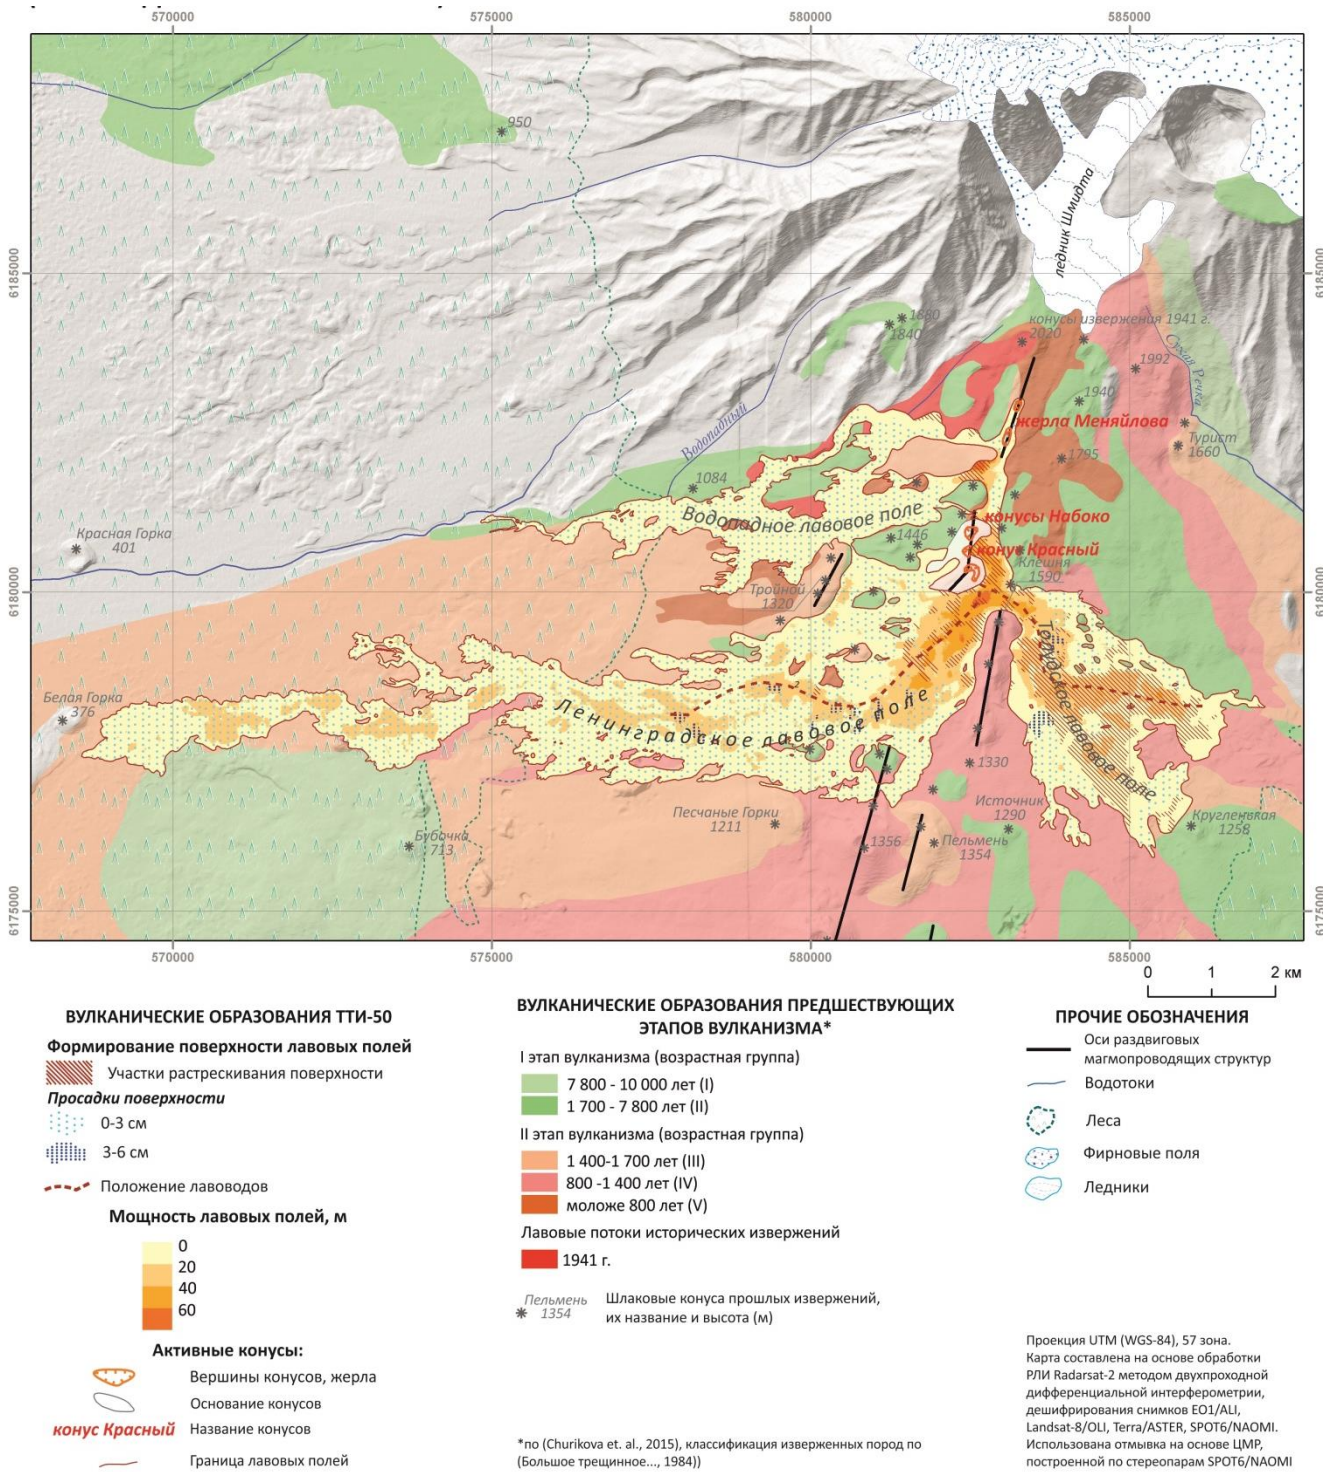 570000
575000
580000
585000
6185000
6185000
6180000
6180000
6175000
6175000
950
ледник Шмидта
1880
1840
конусы извержения 1941 г.
2020
Сухая Речка
1992
1940
жерла Меняйлова
Турист
1660
1795
Водопадный
1084
Водопадное лавовое поле
конусы Набоко
1446
конус Красный
Клешня
1590
Красная Горка
401
Тройной
1320
Толудское лавовое поле
Белая Горка
376
Ленинградское лавовое поле
1330
Песчаные Горки
1211
Источник
1290
Кругленькая
1258
Бубочка
713
1356
Пельмень
1354
570000
575000
580000
585000
0 1 2 км
ВУЛКАНИЧЕСКИЕ ОБРАЗОВАНИЯ ТТИ-50
Формирование поверхности лавовых полей
Участки растрескивания поверхности
Просадки поверхности
0-3 см
3-6 см
Положение лавоводов
Мощность лавовых полей, м
0
20
40
60
Активные конусы:
Вершины конусов, жерла
Основание конусов
конус Красный Название конусов
Граница лавовых полей
ВУЛКАНИЧЕСКИЕ ОБРАЗОВАНИЯ ПРЕДШЕСТВУЮЩИХ
ЭТАПОВ ВУЛКАНИЗМА*
I этап вулканизма (возрастная группа)
7 800 - 10 000 лет (I)
1 700 - 7 800 лет (II)
II этап вулканизма (возрастная группа)
1 400-1 700 лет (III)
800 -1 400 лет (IV)
моложе 800 лет (V)
Лавовые потоки исторических извержений
1941 г.
Пельмень
1354
Шлаковые конуса прошлых извержений,
их название и высота (м)
*по (Churikova et. al., 2015), классификация изверженных пород по
(Большое трещинное..., 1984))
ПРОЧИЕ ОБОЗНАЧЕНИЯ
Оси раздвиговых
магмопроводящих структур
Водотоки
Леса
Фирновые поля
Ледники
Проекция UTM (WGS-84), 57 зона.
Карта составлена на основе обработки
РЛИ Radarsat-2 методом двухпроходной
дифференциальной интерферометрии,
дешифрирования снимков EO1/ALI,
Landsat-8/OLI, Terra/ASTER, SPOT6/NAOMI.
Использована отмывка на основе ЦМР,
построенной по стереопарам SPOT6/NAOMI